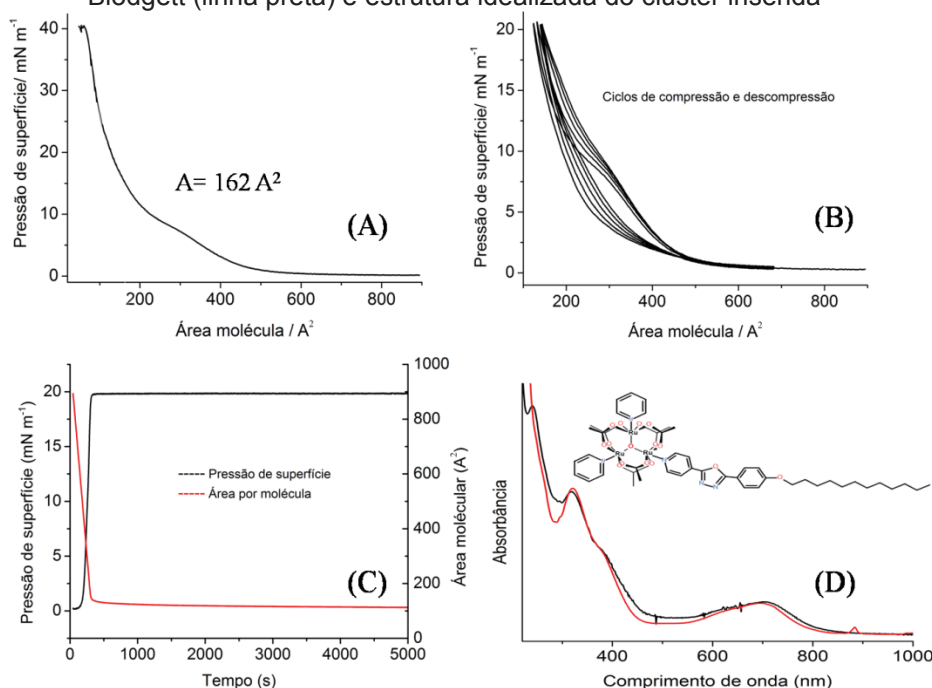 Blodgett (linha preta) e estrutura idealizada do cluster inserida
Pressão de superfície/ mN m⁻¹
40
30
20
10
0
A= 162 A²
(A)
200 400 600 800
Área molécula / A²
Pressão de superfície/ mN m⁻¹
20
15
10
5
0
Ciclos de compressão e descompressão
(B)
200 400 600 800
Área molécula / A²
Pressão de superfície (mN m⁻¹)
20
15
10
5
0
Pressão de superfície
Área por molécula
(C)
1000
800
600
400
200
0
Área molécular (A²)
0 1000 2000 3000 4000 5000
Tempo (s)
Absorbância
(D)
400 600 800 1000
Comprimento de onda (nm)